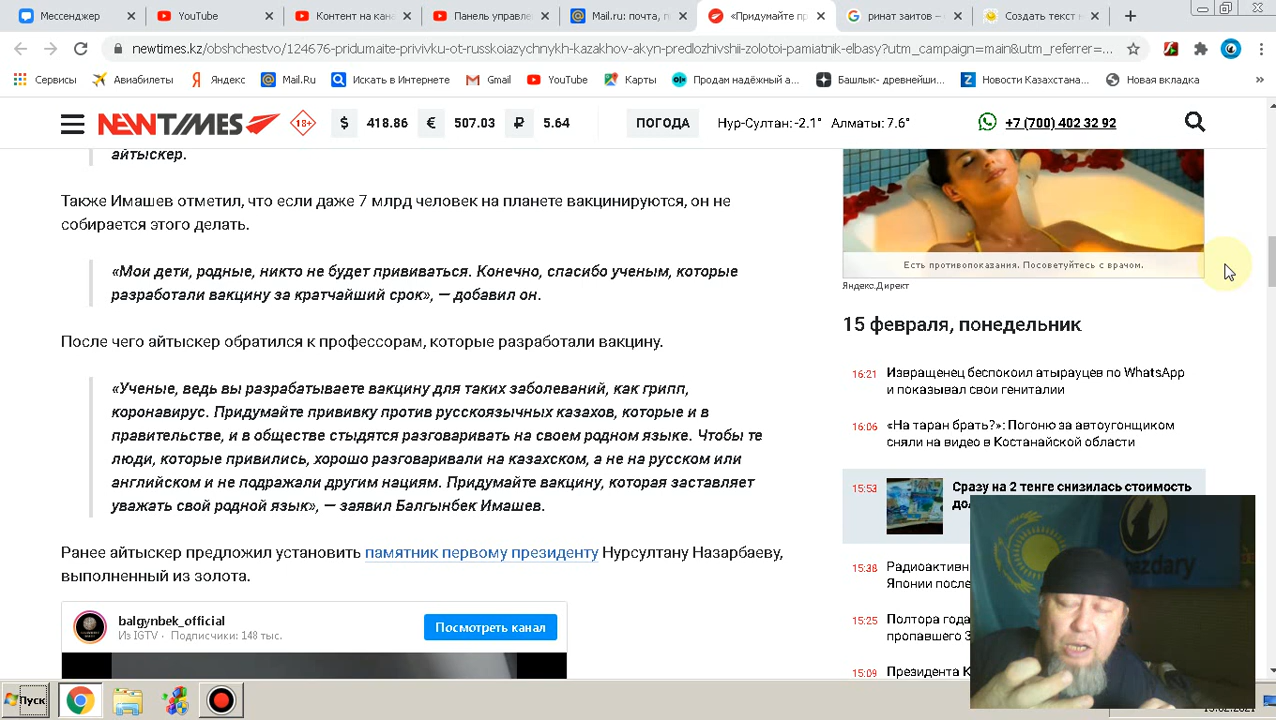 Мессенджер
YouTube
Контент на кан
Панель управле
Mail.ru: почта, п
«Придумайте пр
ринат заитов –
Создать текст н
newtimes.kz/obshchestvo/124676-pridumaite-privivku-ot-russkoiazychnykh-kazakhov-akyn-predlozhivshii-zolotoi-pamiatnik-elbasy?utm_campaign=main&utm_referrer=...
Сервисы
Авиабилеты
Яндекс
Mail.Ru
Искать в Интернете
Gmail
YouTube
Карты
Продам надёжный а...
Башлык- древнейши...
Новости Казахстана...
Новая вкладка
NEWTIMES 18+ $ 418.86 € 507.03 ₽ 5.64 ПОГОДА Нур-Султан: -2.1° Алматы: 7.6° +7 (700) 402 32 92
айтыскер.
Также Имашев отметил, что если даже 7 млрд человек на планете вакцинируются, он не
собирается этого делать.
«Мои дети, родные, никто не будет прививаться. Конечно, спасибо ученым, которые
разработали вакцину за кратчайший срок», — добавил он.
После чего айтыскер обратился к профессорам, которые разработали вакцину.
«Ученые, ведь вы разрабатываете вакцину для таких заболеваний, как грипп,
коронавирус. Придумайте прививку против русскоязычных казахов, которые и в
правительстве, и в обществе стыдятся разговаривать на своем родном языке. Чтобы те
люди, которые привились, хорошо разговаривали на казахском, а не на русском или
английском и не подражали другим нациям. Придумайте вакцину, которая заставляет
уважать свой родной язык», — заявил Балгынбек Имашев.
Ранее айтыскер предложил установить памятник первому президенту Нурсултану Назарбаеву,
выполненный из золота.
balgynbek_official
Из IGTV · Подписчики: 148 тыс.
Посмотреть канал
Есть противопоказания. Посоветуйтесь с врачом.
Яндекс.Директ
15 февраля, понедельник
16:21 Извращенец беспокоил атырауцев по WhatsApp
и показывал свои гениталии
16:06 «На таран брать?»: Погоню за автоугонщиком
сняли на видео в Костанайской области
15:53 Сразу на 2 тенге снизилась стоимость
до
15:38 Радиоактивн
Японии после
15:25 Полтора года
пропавшего З
15:09 Президента К
azdary
Пуск
15.02.2021